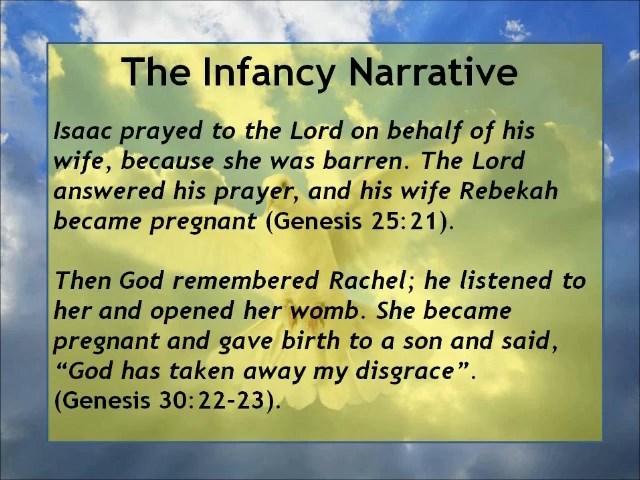 The Infancy Narrative
Isaac prayed to the Lord on behalf of his
wife, because she was barren. The Lord
answered his prayer, and his wife Rebekah
became pregnant (Genesis 25:21).
Then God remembered Rachel; he listened to
her and opened her womb. She became
pregnant and gave birth to a son and said,
“God has taken away my disgrace”.
(Genesis 30:22-23).